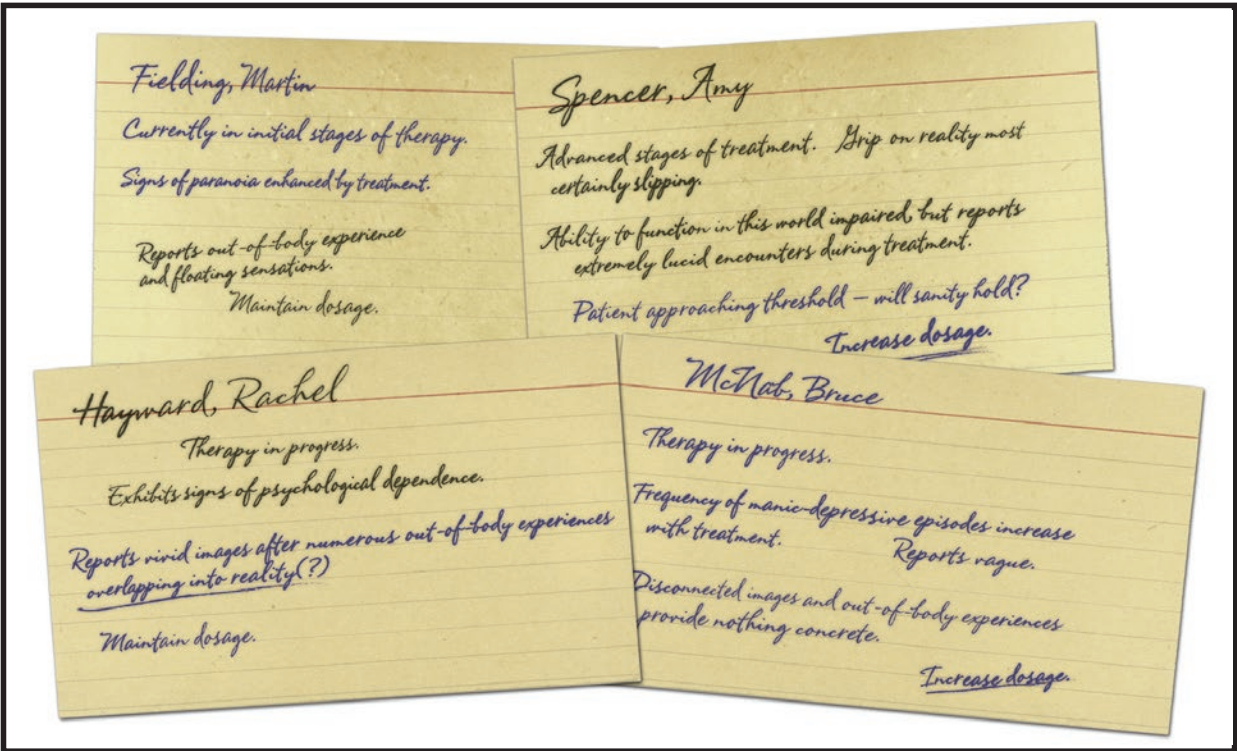 Fielding, Martin
Currently in initial stages of therapy.
Signs of paranoia enhanced by treatment.
Reports out-of-body experience
and floating sensations.
Maintain dosage.
Spencer, Amy
Advanced stages of treatment. Grip on reality most
certainly slipping.
Ability to function in this world impaired, but reports
extremely lucid encounters during treatment.
Patient approaching threshold — will sanity hold?
Increase dosage.
Hayward, Rachel
Therapy in progress.
Exhibits signs of psychological dependence.
Reports vivid images after numerous out-of-body experiences
overlapping into reality(?)
Maintain dosage.
McNab, Bruce
Therapy in progress.
Frequency of manic-depressive episodes increase
with treatment. Reports vague.
Disconnected images and out-of-body experiences
provide nothing concrete.
Increase dosage.